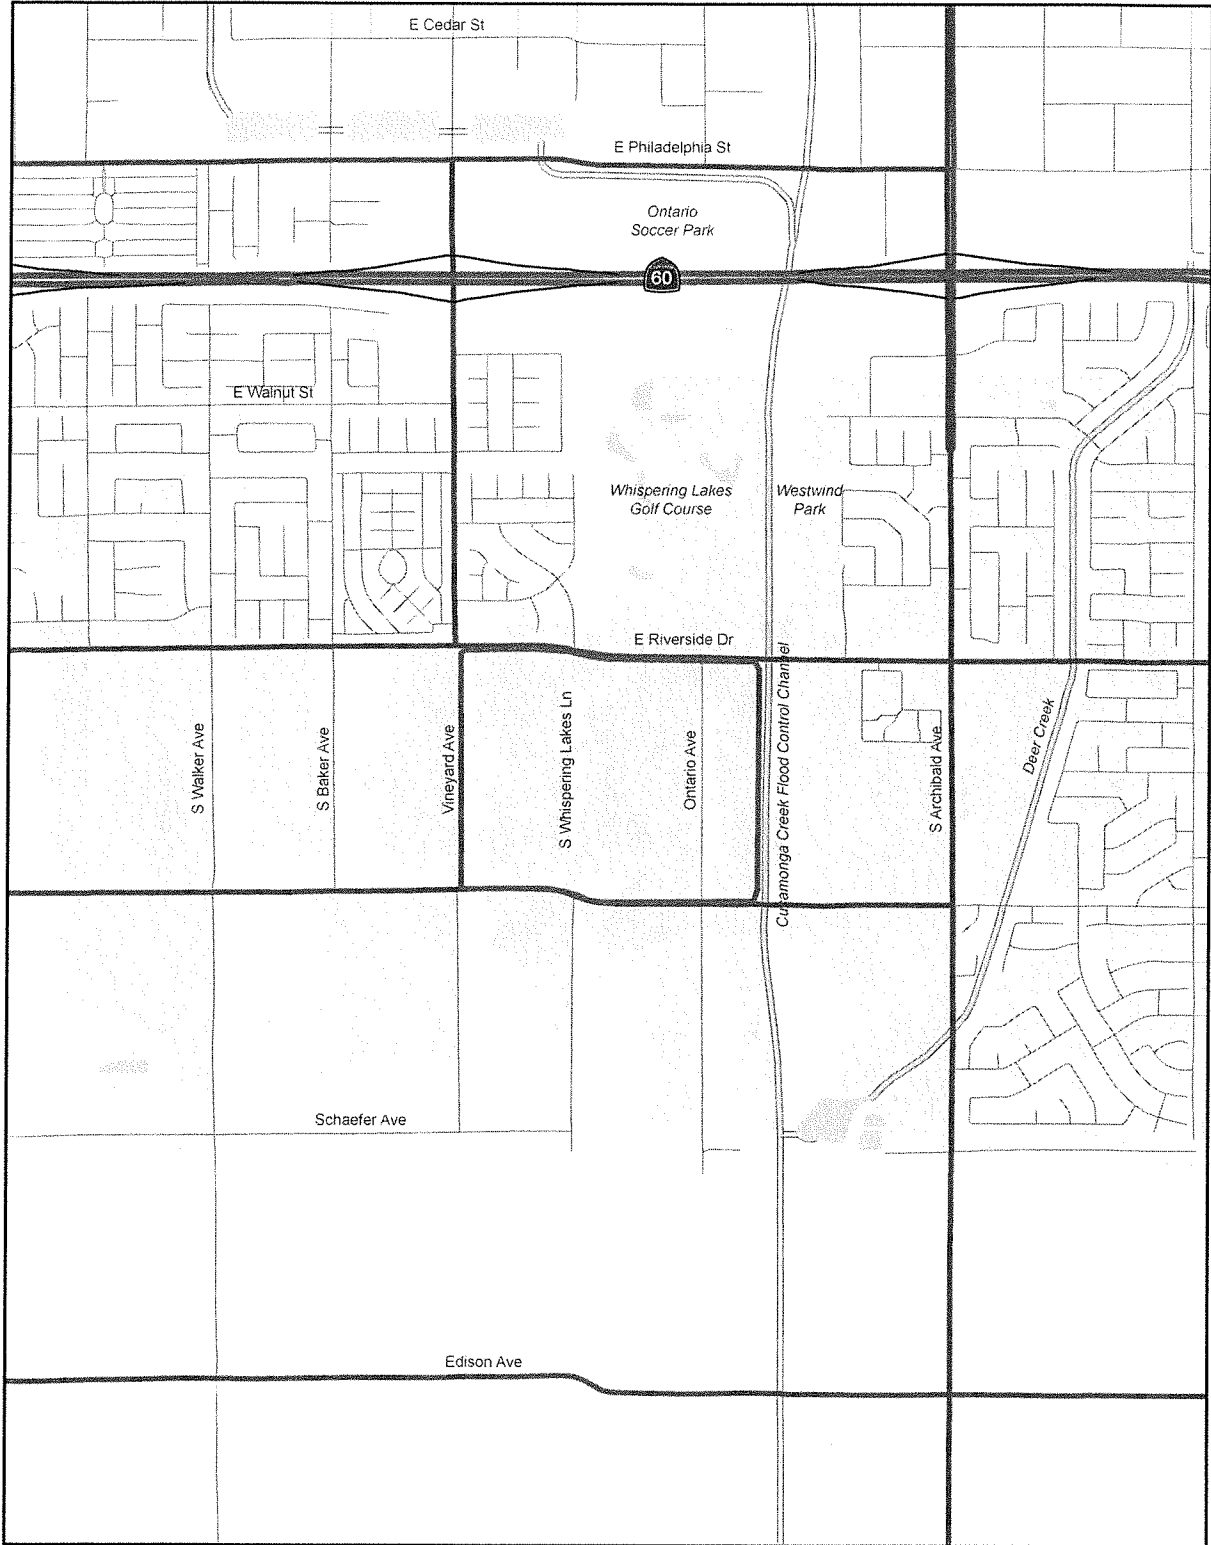 E Cedar St
E Philadelphia St
Ontario
Soccer Park
60
E Walnut St
Whispering Lakes
Golf Course
Westwind
Park
E Riverside Dr
S Walker Ave
S Baker Ave
Vineyard Ave
S Whispering Lakes Ln
Ontario Ave
Cucamonga Creek Flood Control Channel
S Archibald Ave
Deer Creek
Schaefer Ave
Edison Ave